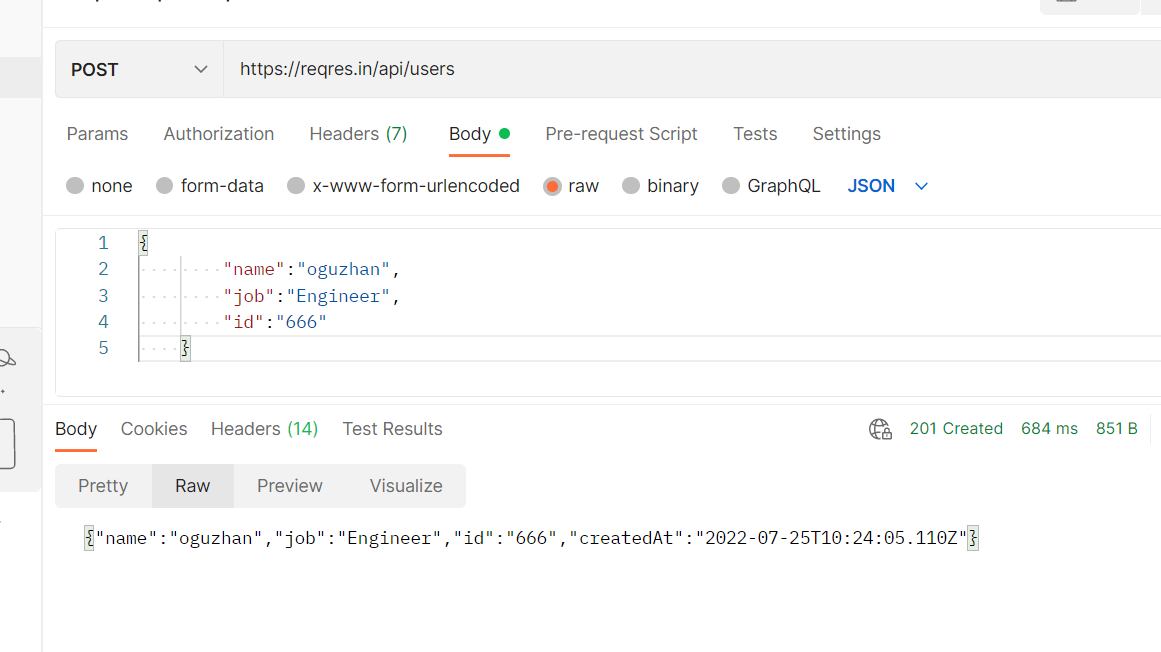 POST https://reqres.in/api/users
Params Authorization Headers (7) Body Pre-request Script Tests Settings
none form-data x-www-form-urlencoded raw binary GraphQL JSON
1 {
2 "name":"oguzhan",
3 "job":"Engineer",
4 "id":"666"
5 }
Body Cookies Headers (14) Test Results 201 Created 684 ms 851 B
Pretty Raw Preview Visualize
{"name":"oguzhan","job":"Engineer","id":"666","createdAt":"2022-07-25T10:24:05.110Z"}